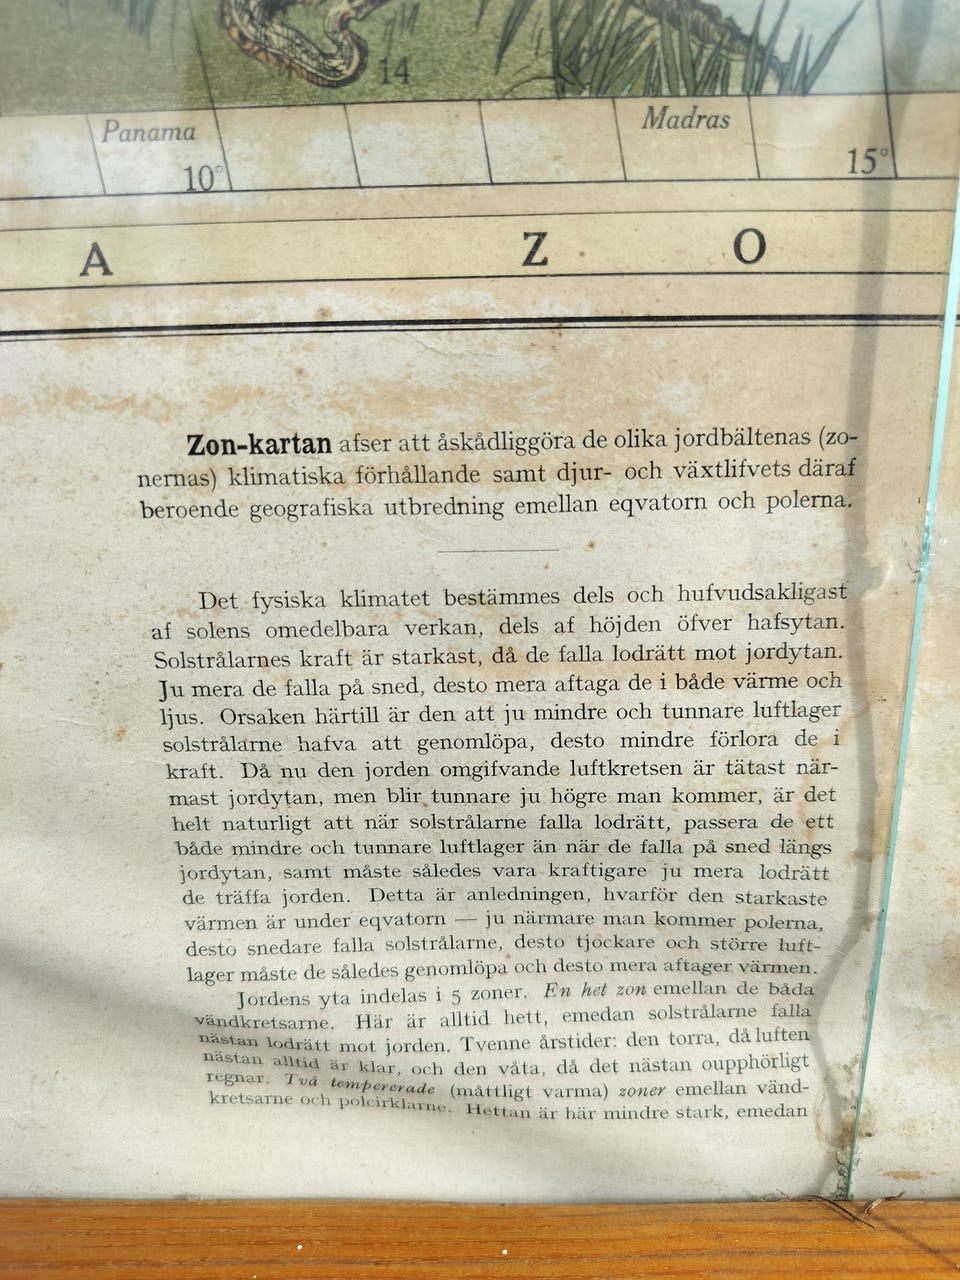 14
Panama
Madras
10°
15°
A Z O
Zon-kartan afser att åskådliggöra de olika jordbältenas (zo-
nernas) klimatiska förhållande samt djur- och växtlifvets däraf
beroende geografiska utbredning emellan eqvatorn och polerna.
Det fysiska klimatet bestämmes dels och hufvudsakligast
af solens omedelbara verkan, dels af höjden öfver hafsytan.
Solstrålarnes kraft är starkast, då de falla lodrätt mot jordytan.
Ju mera de falla på sned, desto mera aftaga de i både värme och
ljus. Orsaken härtill är den att ju mindre och tunnare luftlager
solstrålarne hafva att genomlöpa, desto mindre förlora de i
kraft. Då nu den jorden omgifvande luftkretsen är tätast när-
mast jordytan, men blir tunnare ju högre man kommer, är det
helt naturligt att när solstrålarne falla lodrätt, passera de ett
både mindre och tunnare luftlager än när de falla på sned längs
jordytan, samt måste således vara kraftigare ju mera lodrätt
de träffa jorden. Detta är anledningen, hvarför den starkaste
värmen är under eqvatorn — ju närmare man kommer polerna,
desto snedare falla solstrålarne, desto tjockare och större luft-
lager måste de således genomlöpa och desto mera aftager värmen.
Jordens yta indelas i 5 zoner. En het zon emellan de båda
vändkretsarne. Här är alltid hett, emedan solstrålarne falla
nästan lodrätt mot jorden. Tvenne årstider: den torra, då luften
nästan alltid är klar, och den våta, då det nästan oupphörligt
regnar. Två tempererade (måttligt varma) zoner emellan vänd-
kretsarne och polcirklarne. Hettan är här mindre stark, emedan